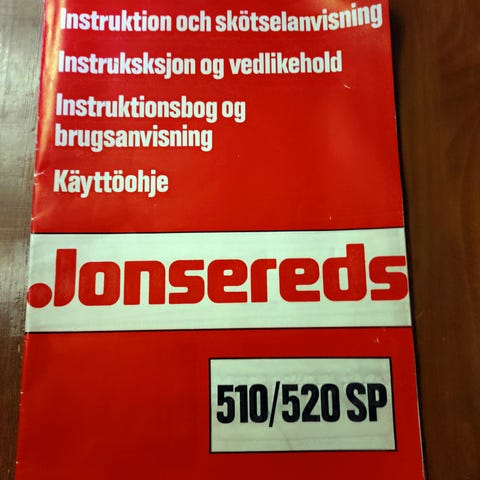 Instruktion och skötselanvisning
Instruksksjon og vedlikehold
Instruktionsbog og
brugsanvisning
Käyttöohje
Jonsereds
510/520 SP